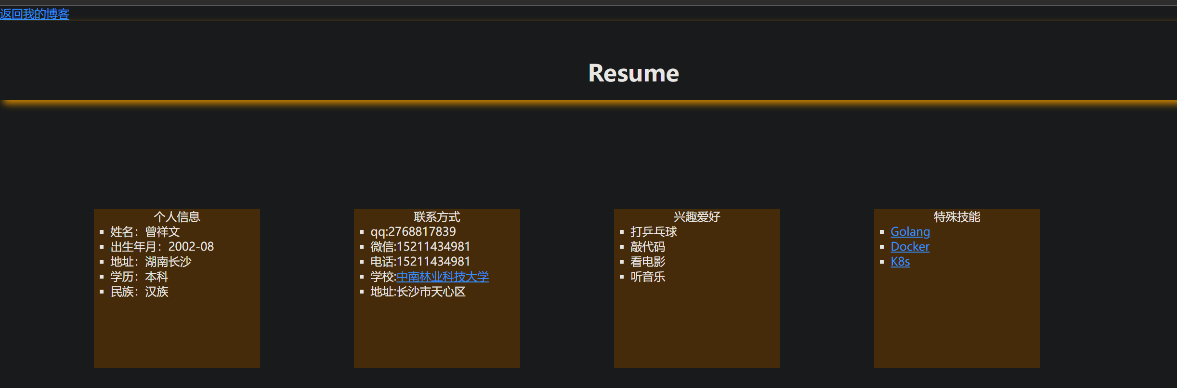 返回我的博客
Resume
个人信息
姓名：曾祥文
出生年月：2002-08
地址：湖南长沙
学历：本科
民族：汉族
联系方式
qq:2768817839
微信:15211434981
电话:15211434981
学校:中南林业科技大学
地址:长沙市天心区
兴趣爱好
打乒乓球
敲代码
看电影
听音乐
特殊技能
Golang
Docker
K8s